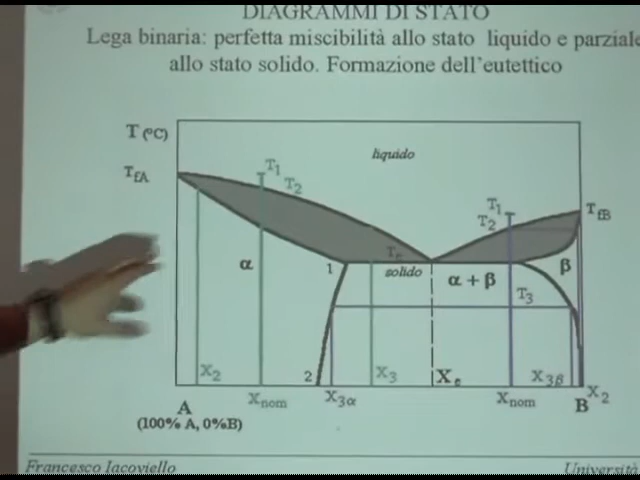 DIAGRAMMI DI STATO
Lega binaria: perfetta miscibilità allo stato liquido e parziale
allo stato solido. Formazione dell'eutettico
T (°C)
liquido
T₁
T₂
TfA
T₁
T₂
TfB
Te
α
1
solido
α + β
β
T₃
X₂
2
X₃
Xe
X₃β
X₂
A
Xnom
X₃α
Xnom
B
(100% A, 0%B)
Francesco Iacoviello
Università